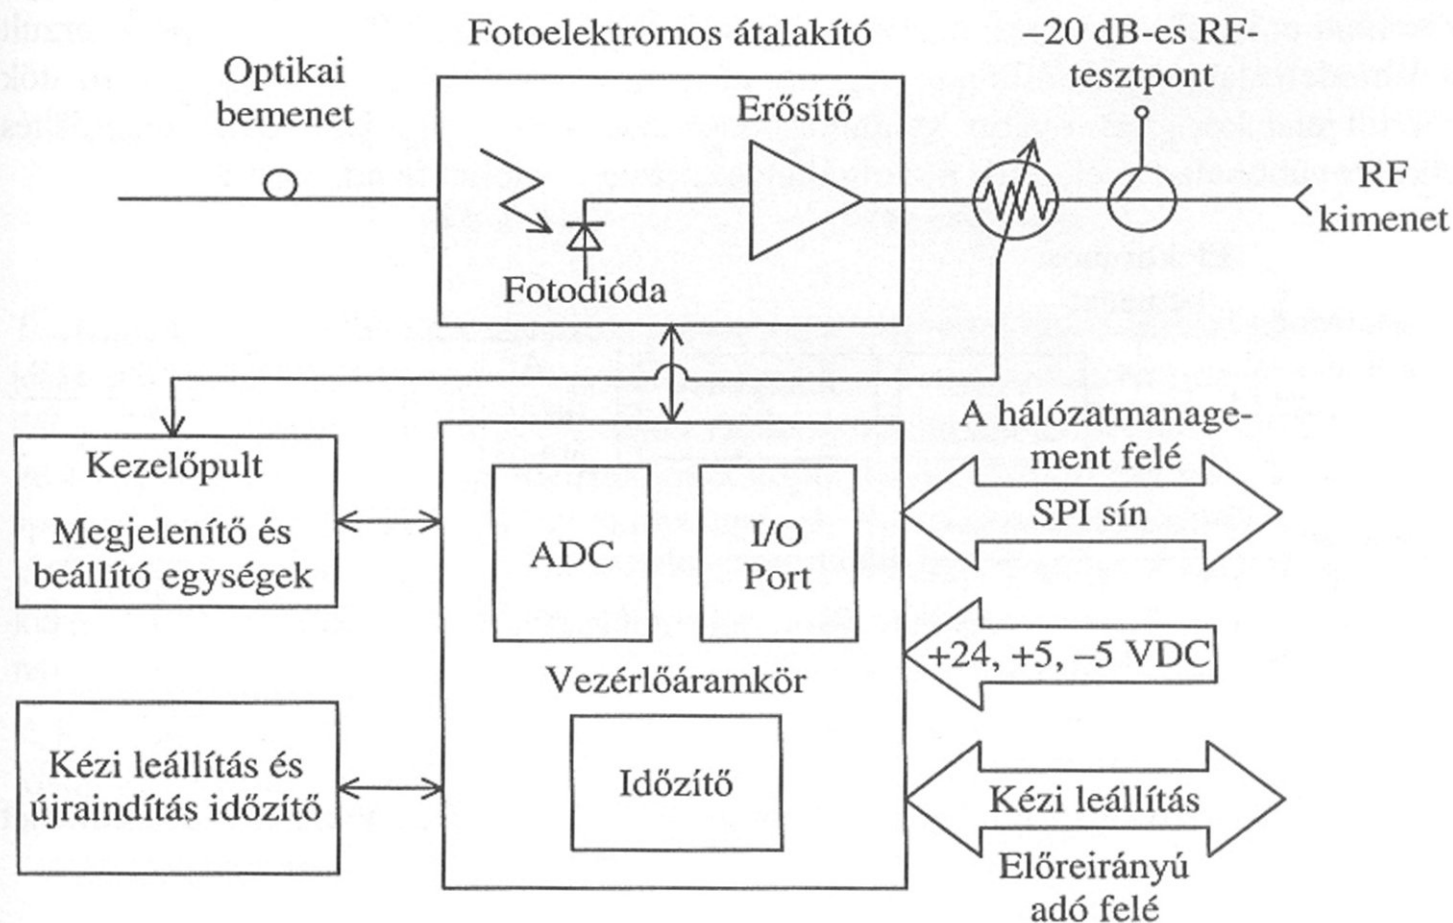 Fotoelektromos átalakító
–20 dB-es RF-
tesztpont
Optikai
bemenet
Erősítő
RF
kimenet
Fotodióda
A hálózatmanage-
ment felé
SPI sín
Kezelőpult
Megjelenítő és
beállító egységek
ADC
I/O
Port
+24, +5, –5 VDC
Vezérlőáramkör
Kézi leállítás és
újraindítás időzítő
Időzítő
Kézi leállítás
Előreirányú
adó felé